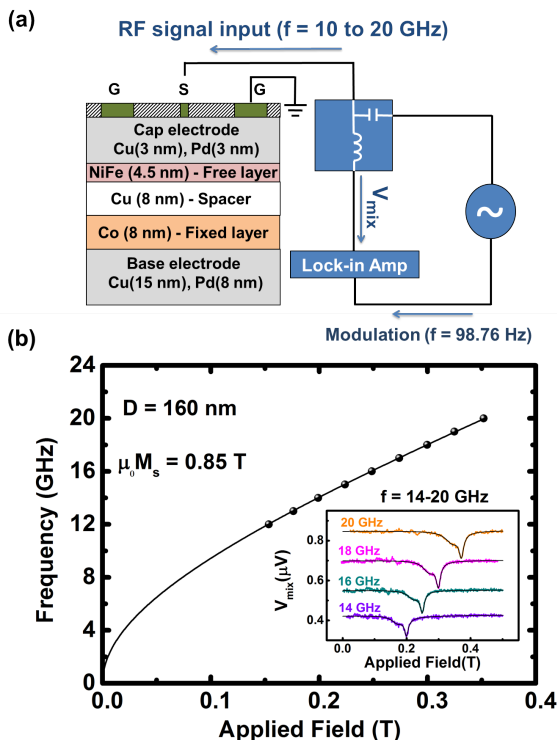 (a)
RF signal input (f = 10 to 20 GHz)
G
S
G
Cap electrode
Cu(3 nm), Pd(3 nm)
NiFe (4.5 nm) - Free layer
Cu (8 nm) - Spacer
Co (8 nm) - Fixed layer
Base electrode
Cu(15 nm), Pd(8 nm)
V_mix
~
Lock-in Amp
Modulation (f = 98.76 Hz)
(b)
24
20
16
12
8
4
0
Frequency (GHz)
D = 160 nm
μ₀Mₛ = 0.85 T
f = 14-20 GHz
20 GHz
18 GHz
16 GHz
14 GHz
0.8
0.6
0.4
V_mix(μV)
0.0 0.2 0.4
Applied Field(T)
0.0 0.1 0.2 0.3 0.4
Applied Field (T)